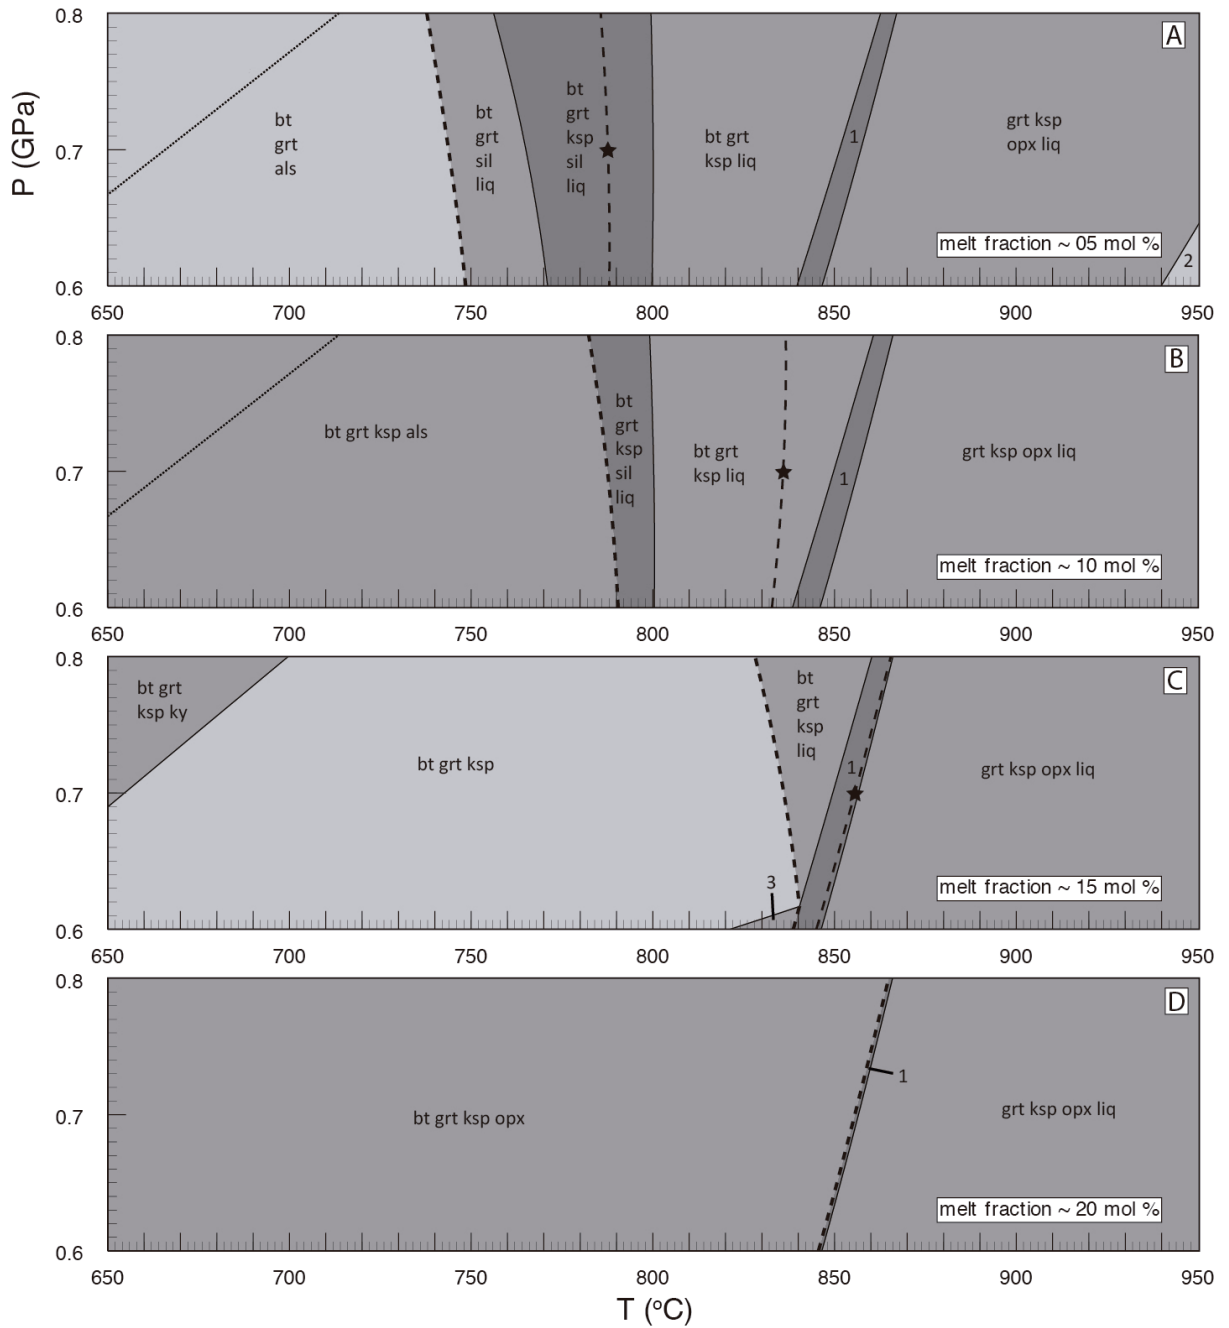 P (GPa)
0.8
0.7
0.6
A
bt
grt
als
bt
grt
sil
liq
bt
grt
ksp
sil
liq
bt grt
ksp liq
1
grt ksp
opx liq
melt fraction ~ 05 mol %
2
650 700 750 800 850 900 950
0.8
0.7
0.6
B
bt grt ksp als
bt
grt
ksp
sil
liq
bt grt
ksp liq
1
grt ksp opx liq
melt fraction ~ 10 mol %
650 700 750 800 850 900 950
0.8
0.7
0.6
C
bt grt
ksp ky
bt grt ksp
bt
grt
ksp
liq
1
grt ksp opx liq
3
melt fraction ~ 15 mol %
650 700 750 800 850 900 950
0.8
0.7
0.6
D
bt grt ksp opx
1
grt ksp opx liq
melt fraction ~ 20 mol %
650 700 750 800 850 900 950
T (ºC)